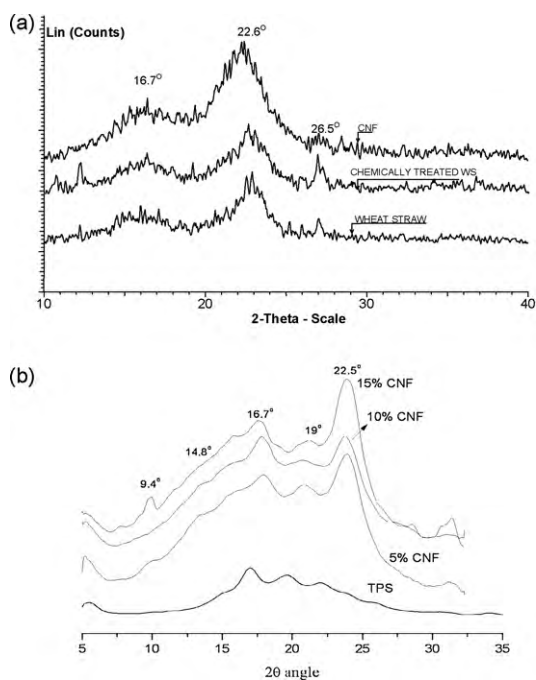 (a)
Lin (Counts)
22.6°
16.7°
26.5°
CNF
CHEMICALLY TREATED WS
WHEAT STRAW
10 20 30 40
2-Theta - Scale
(b)
22.5°
15% CNF
16.7°
10% CNF
19°
14.8°
9.4°
5% CNF
TPS
5 10 15 20 25 30 35
2θ angle